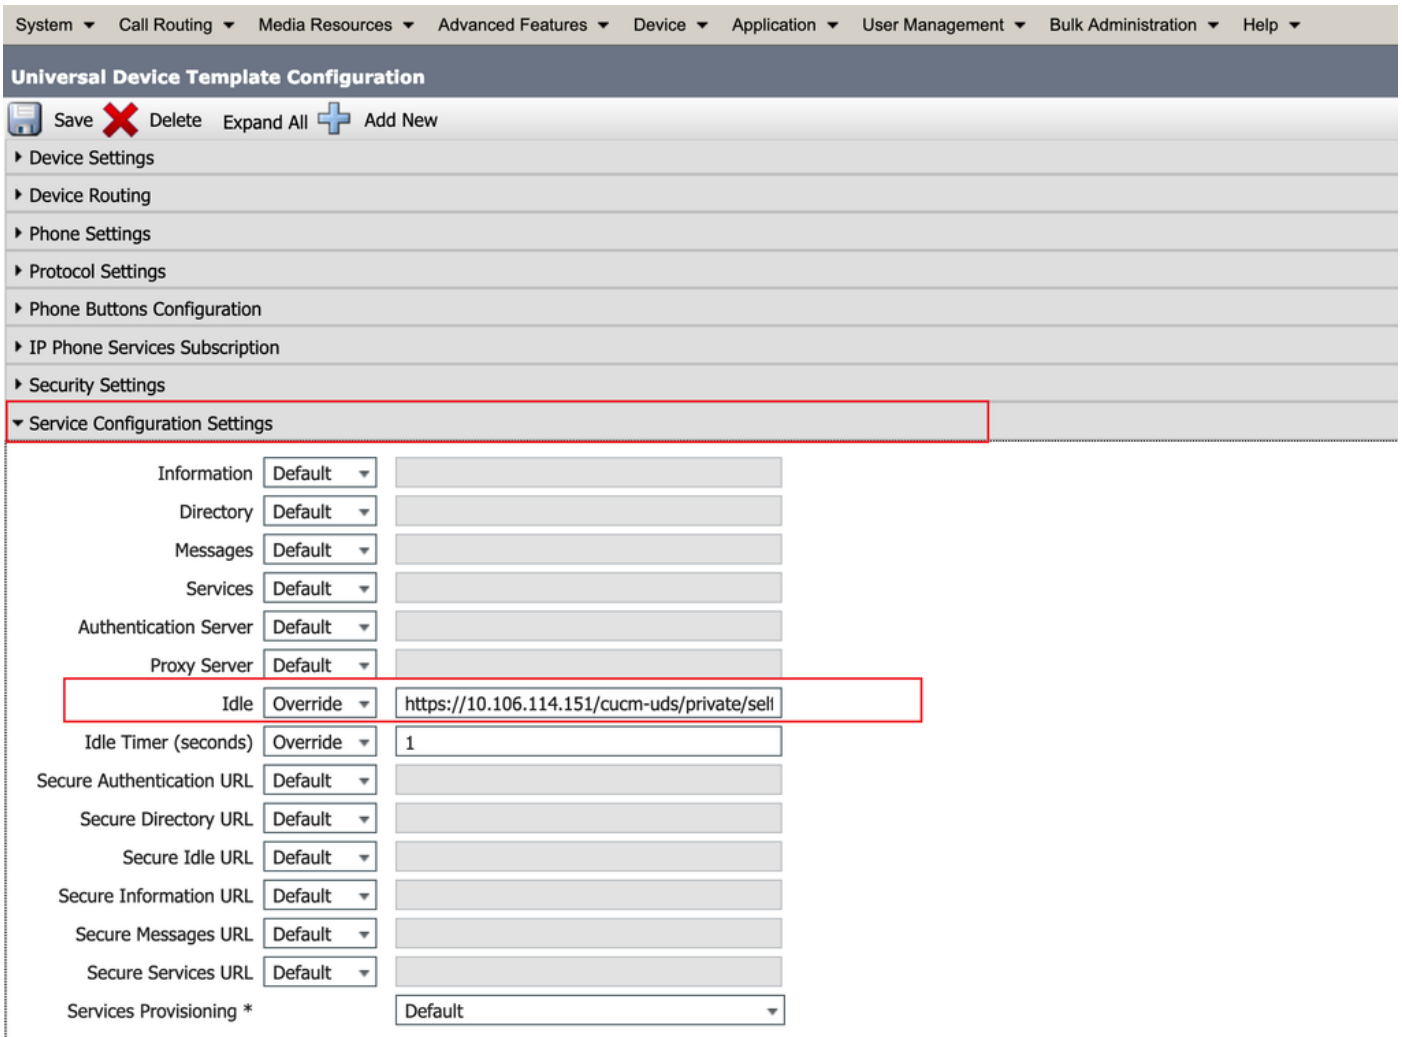 System Call Routing Media Resources Advanced Features Device Application User Management Bulk Administration Help
Universal Device Template Configuration
Save Delete Expand All Add New
Device Settings
Device Routing
Phone Settings
Protocol Settings
Phone Buttons Configuration
IP Phone Services Subscription
Security Settings
Service Configuration Settings
Information Default
Directory Default
Messages Default
Services Default
Authentication Server Default
Proxy Server Default
Idle Override https://10.106.114.151/cucm-uds/private/self
Idle Timer (seconds) Override 1
Secure Authentication URL Default
Secure Directory URL Default
Secure Idle URL Default
Secure Information URL Default
Secure Messages URL Default
Secure Services URL Default
Services Provisioning * Default